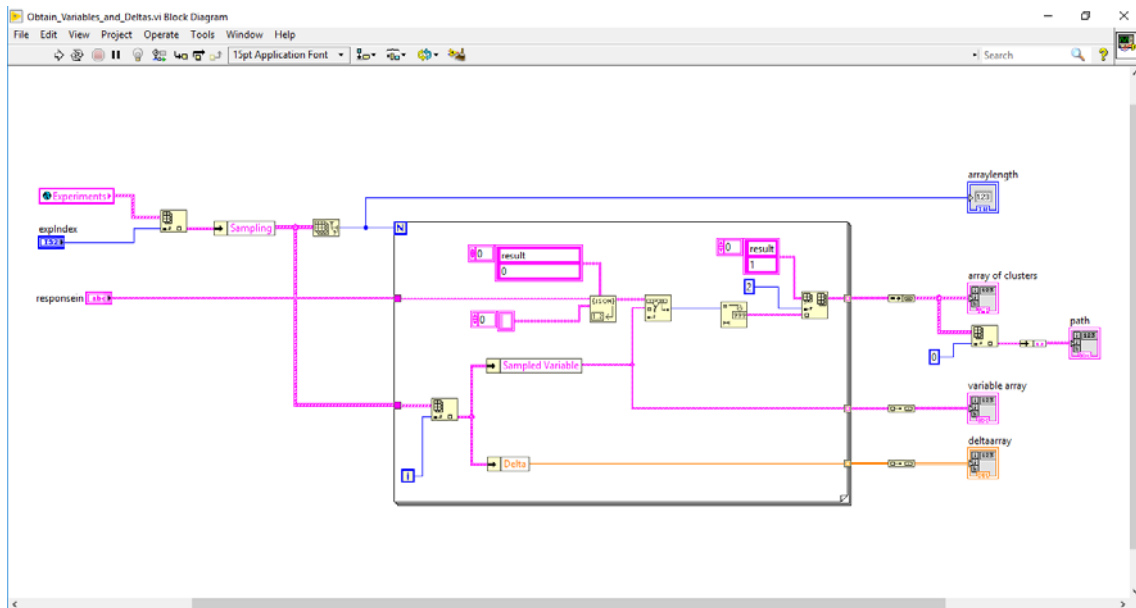 Obtain_Variables_and_Deltas.vi Block Diagram
File Edit View Project Operate Tools Window Help
15pt Application Font
Search
arraylength
Experiments
expIndex
Sampling
N
0
result
0
0
result
1
2
array of clusters
responsein
0
path
0
Sampled Variable
variable array
deltaarray
Delta
i